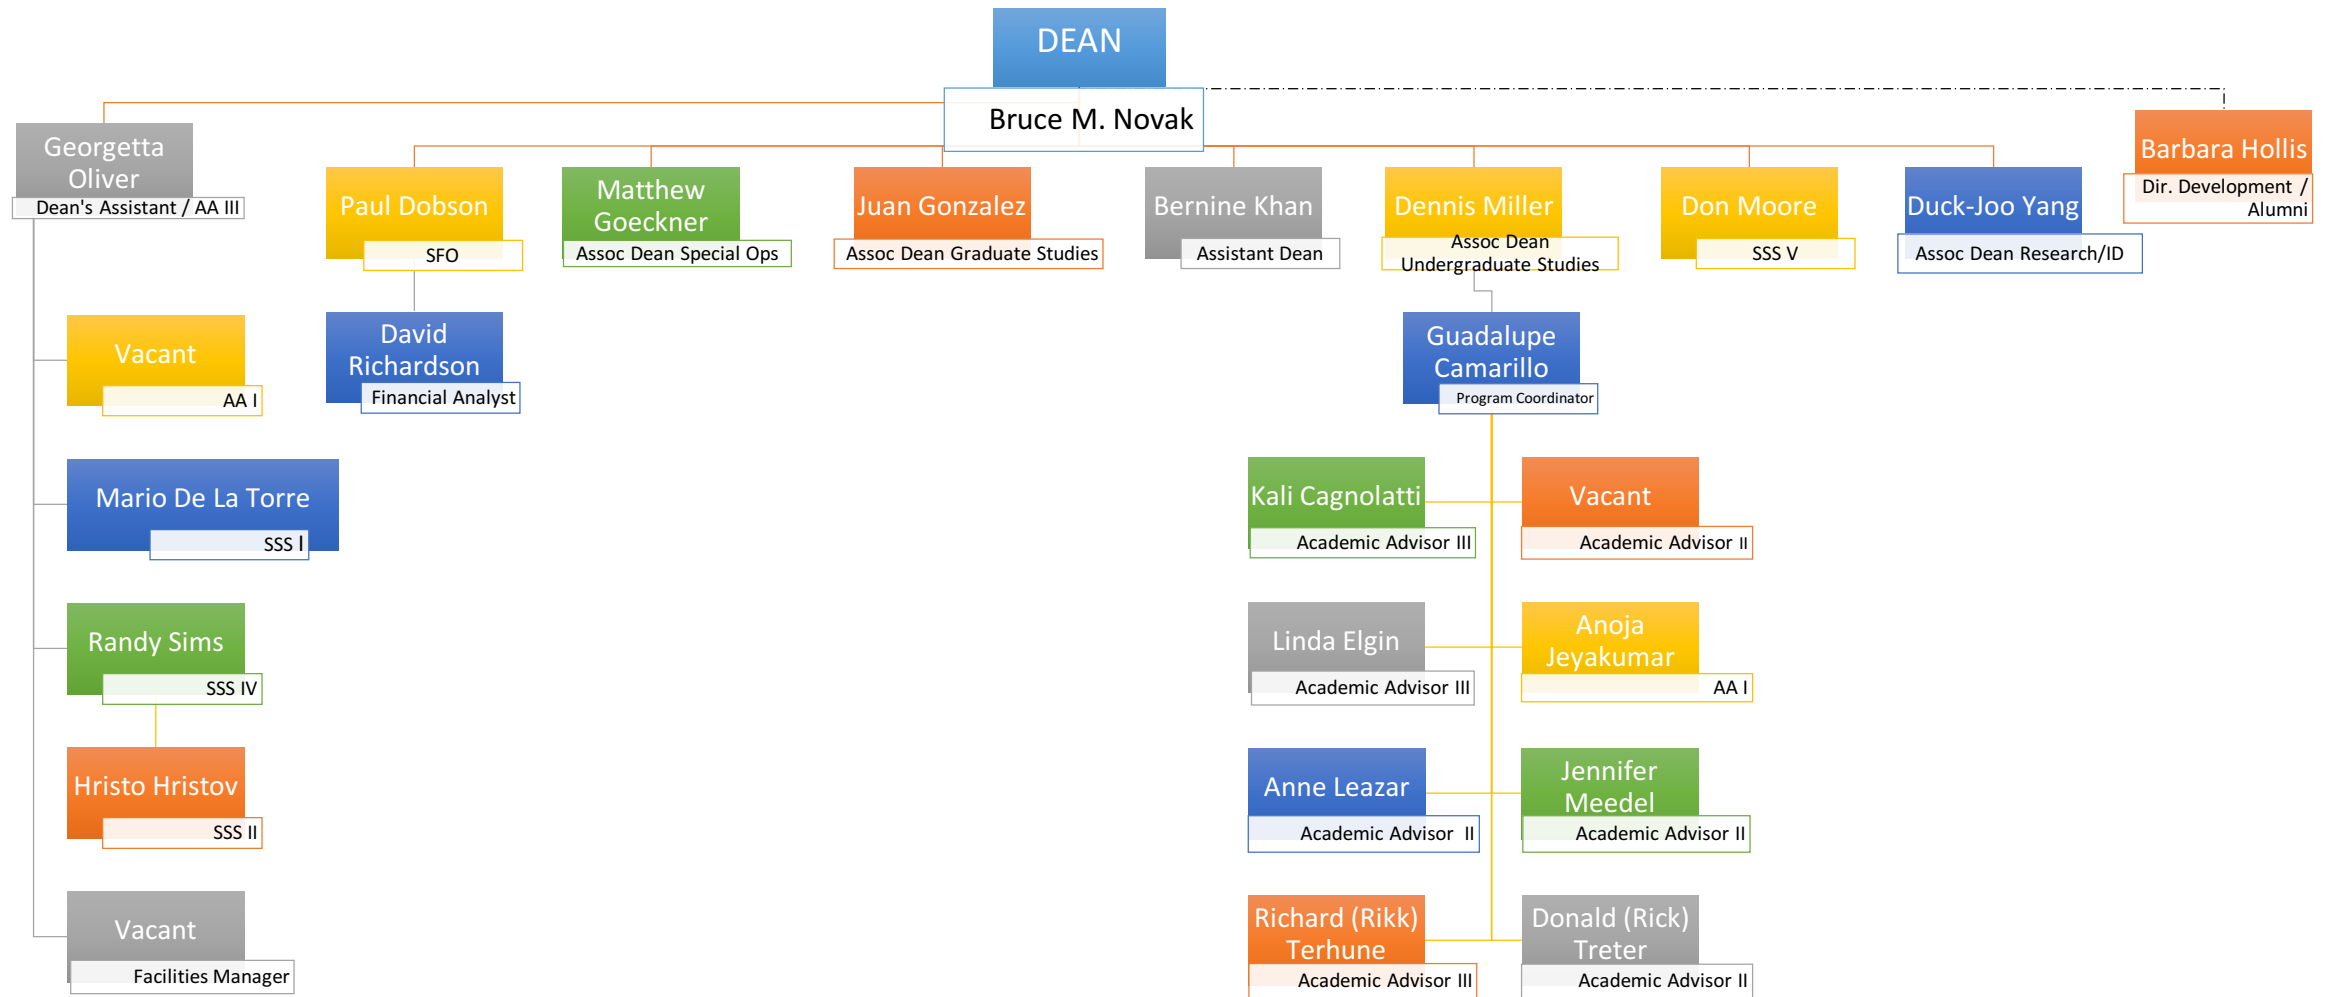 DEAN
Bruce M. Novak
Georgetta
Oliver
Dean's Assistant / AA III
Paul Dobson
SFO
Matthew
Goeckner
Assoc Dean Special Ops
Juan Gonzalez
Assoc Dean Graduate Studies
Bernine Khan
Assistant Dean
Dennis Miller
Assoc Dean
Undergraduate Studies
Don Moore
SSS V
Duck-Joo Yang
Assoc Dean Research/ID
Barbara Hollis
Dir. Development /
Alumni
Vacant
AA I
David
Richardson
Financial Analyst
Guadalupe
Camarillo
Program Coordinator
Mario De La Torre
SSS I
Kali Cagnolatti
Academic Advisor III
Vacant
Academic Advisor II
Randy Sims
SSS IV
Linda Elgin
Academic Advisor III
Anoja
Jeyakumar
AA I
Hristo Hristov
SSS II
Anne Leazar
Academic Advisor II
Jennifer
Meedel
Academic Advisor II
Vacant
Facilities Manager
Richard (Rikk)
Terhune
Academic Advisor III
Donald (Rick)
Treter
Academic Advisor II